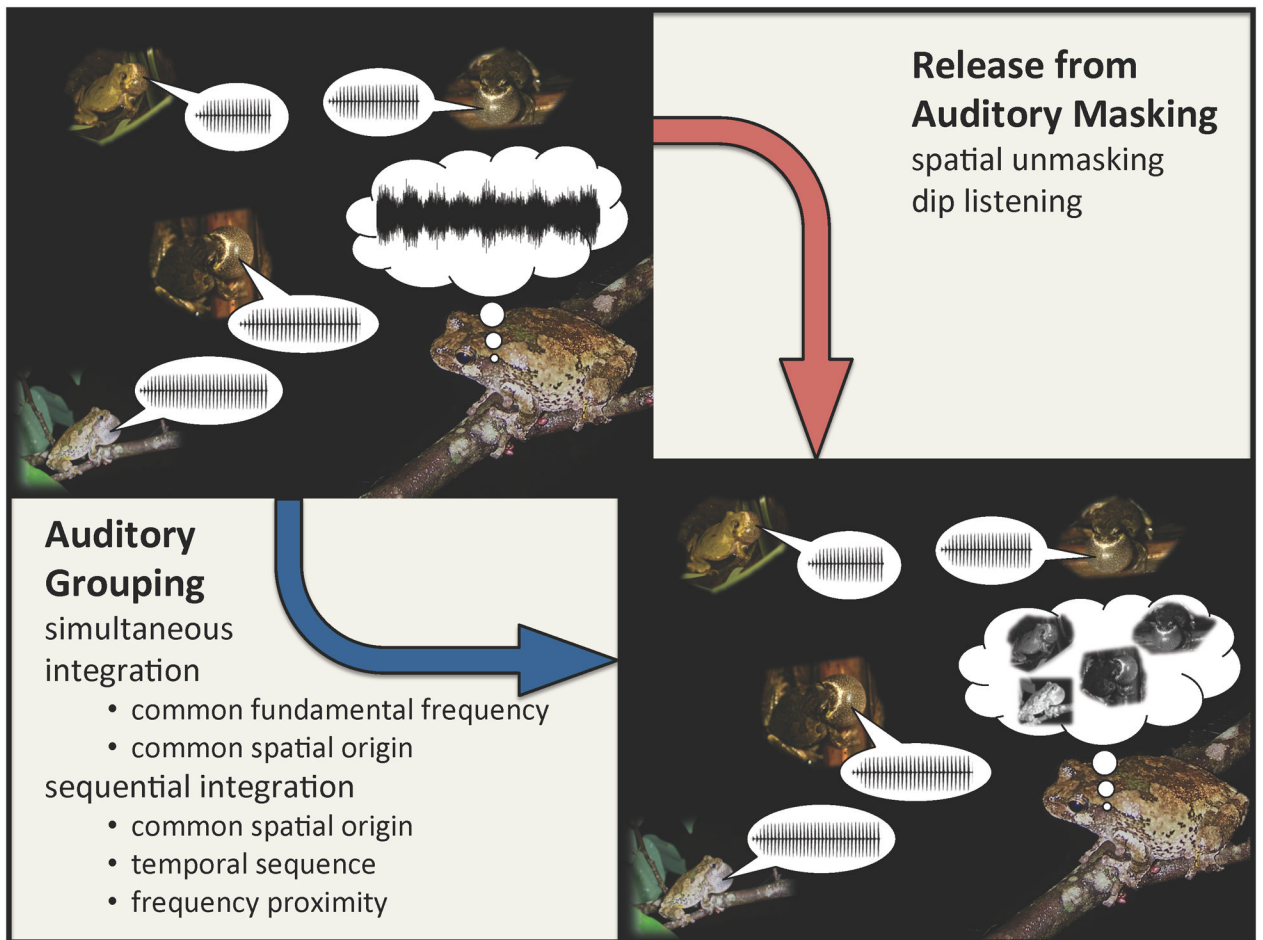 Release from
Auditory Masking
spatial unmasking
dip listening
Auditory
Grouping
simultaneous
integration
• common fundamental frequency
• common spatial origin
sequential integration
• common spatial origin
• temporal sequence
• frequency proximity